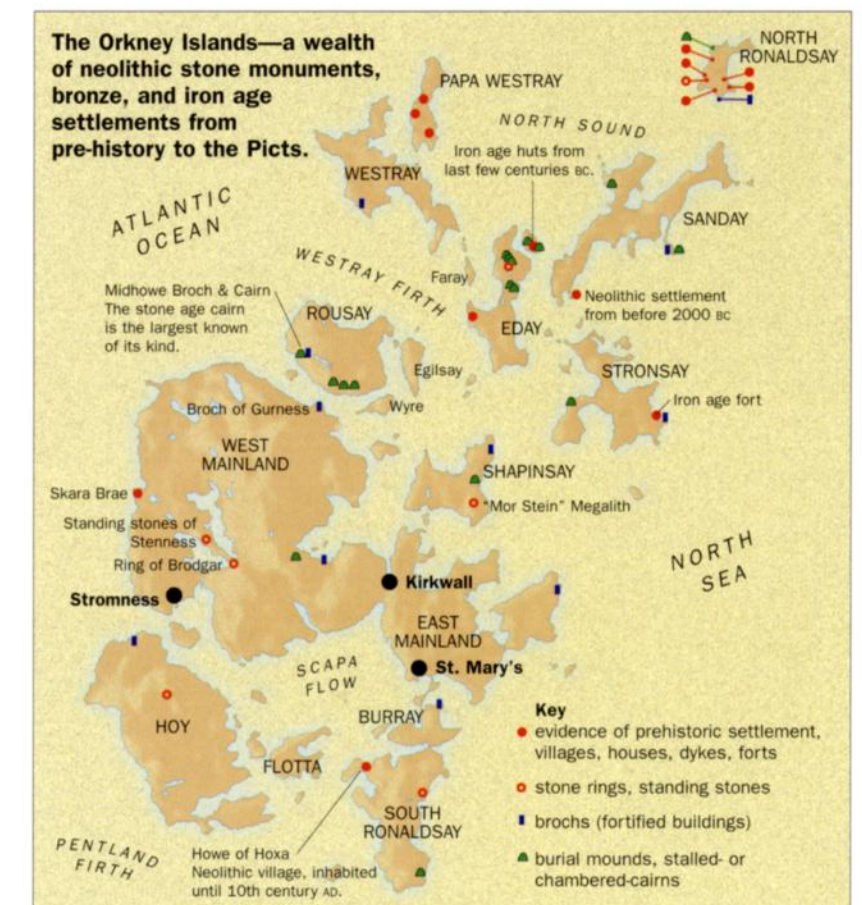 The Orkney Islands—a wealth
of neolithic stone monuments,
bronze, and iron age
settlements from
pre-history to the Picts.
NORTH
RONALDSAY
PAPA WESTRAY
NORTH SOUND
Iron age huts from
last few centuries BC.
WESTRAY
ATLANTIC
OCEAN
SANDAY
WESTRAY FIRTH
Faray
Midhowe Broch & Cairn
The stone age cairn
is the largest known
of its kind.
Neolithic settlement
from before 2000 BC
ROUSAY
EDAY
Egilsay
STRONSAY
Iron age fort
Broch of Gurness
Wyre
WEST
MAINLAND
SHAPINSAY
Skara Brae
"Mor Stein" Megalith
Standing stones of
Stenness
Ring of Brodgar
NORTH
SEA
Kirkwall
Stromness
EAST
MAINLAND
SCAPA
FLOW
St. Mary's
HOY
BURRAY
FLOTTA
SOUTH
RONALDSAY
PENTLAND
FIRTH
Howe of Hoxa
Neolithic village, inhabited
until 10th century AD.
Key
evidence of prehistoric settlement,
villages, houses, dykes, forts
stone rings, standing stones
brochs (fortified buildings)
burial mounds, stalled- or
chambered-cairns